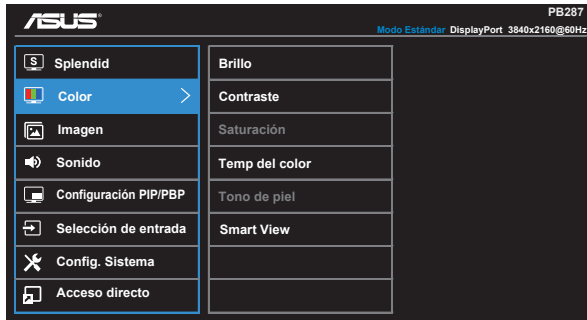 ASUS
PB287
Modo Estándar DisplayPort 3840x2160@60Hz
S Splendid
Color
Imagen
Sonido
Configuración PIP/PBP
Selección de entrada
Config. Sistema
Acceso directo
Brillo
Contraste
Saturación
Temp del color
Tono de piel
Smart View